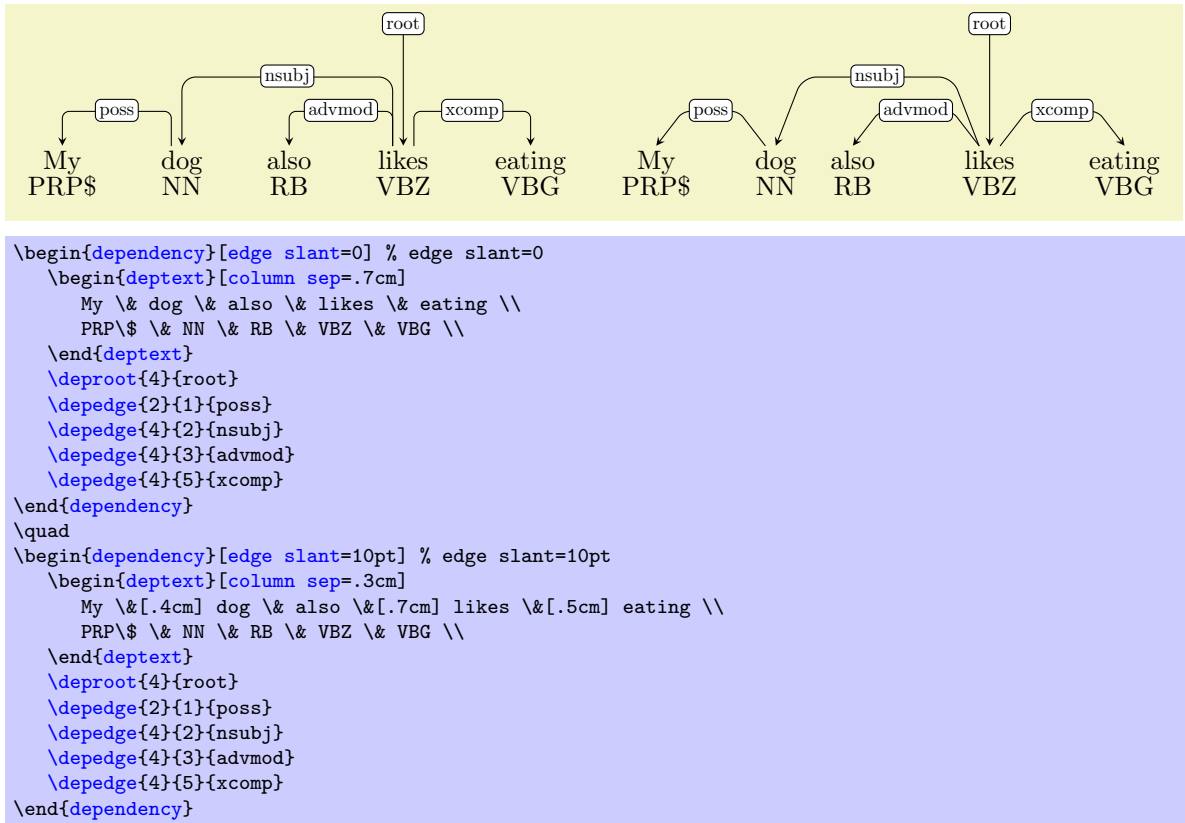 root root
nsubj nsubj
poss advmod xcomp poss advmod xcomp
My dog also likes eating My dog also likes eating
PRP$ NN RB VBZ VBG PRP$ NN RB VBZ VBG
\begin{dependency}[edge slant=0] % edge slant=0
   \begin{deptext}[column sep=.7cm]
      My \& dog \& also \& likes \& eating \\
      PRP\$ \& NN \& RB \& VBZ \& VBG \\
   \end{deptext}
   \deproot{4}{root}
   \depedge{2}{1}{poss}
   \depedge{4}{2}{nsubj}
   \depedge{4}{3}{advmod}
   \depedge{4}{5}{xcomp}
\end{dependency}
\quad
\begin{dependency}[edge slant=10pt] % edge slant=10pt
   \begin{deptext}[column sep=.3cm]
      My \&[.4cm] dog \& also \&[.7cm] likes \&[.5cm] eating \\
      PRP\$ \& NN \& RB \& VBZ \& VBG \\
   \end{deptext}
   \deproot{4}{root}
   \depedge{2}{1}{poss}
   \depedge{4}{2}{nsubj}
   \depedge{4}{3}{advmod}
   \depedge{4}{5}{xcomp}
\end{dependency}